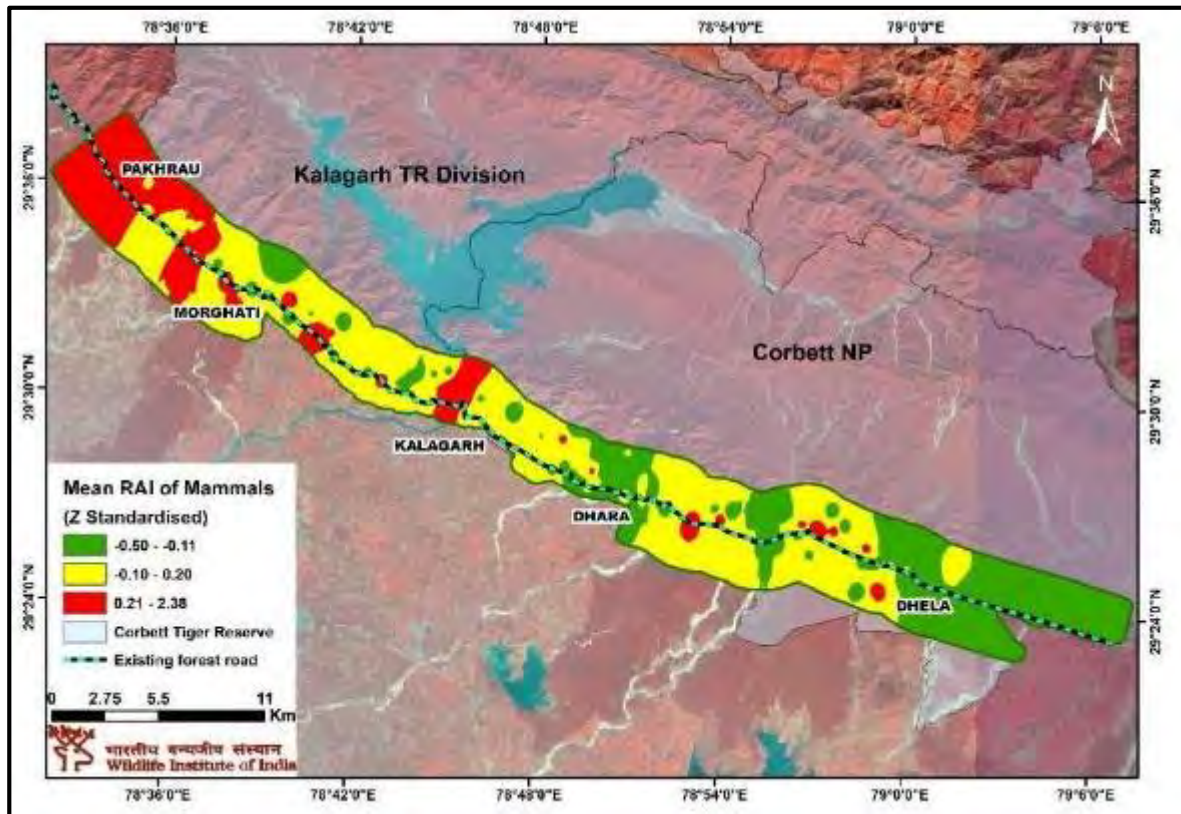 78°36'0"E 78°42'0"E 78°48'0"E 78°54'0"E 79°0'0"E 79°6'0"E
N
PAKHRAU
Kalagarh TR Division
29°36'0"N
29°36'0"N
MORGHATI
Corbett NP
29°30'0"N
29°30'0"N
KALAGARH
Mean RAI of Mammals
(Z Standardised)
-0.50 - -0.11
-0.10 - 0.20
0.21 - 2.38
Corbett Tiger Reserve
Existing forest road
DHARA
DHELA
29°24'0"N
29°24'0"N
0 2.75 5.5 11
Km
भारतीय वन्यजीव संस्थान
Wildlife Institute of India
78°36'0"E 78°42'0"E 78°48'0"E 78°54'0"E 79°0'0"E 79°6'0"E